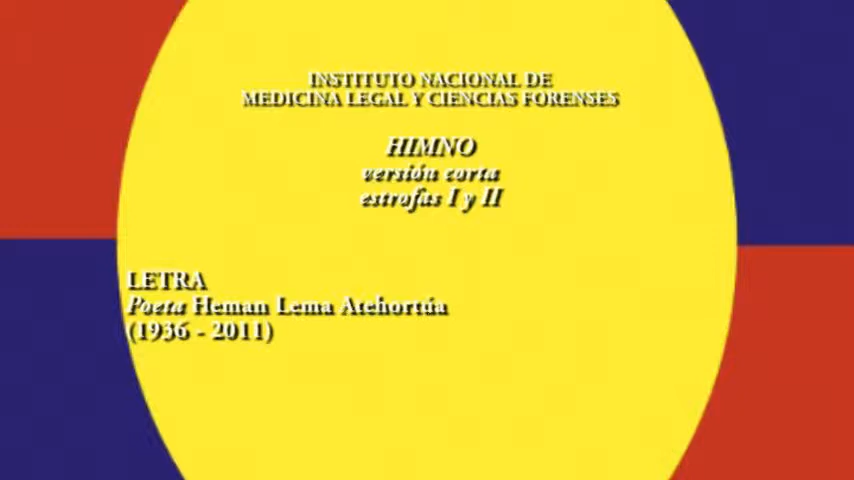 INSTITUTO NACIONAL DE
MEDICINA LEGAL Y CIENCIAS FORENSES
HIMNO
versión corta
estrofas I y II
LETRA
Poeta Heman Lema Atehortúa
(1936 - 2011)